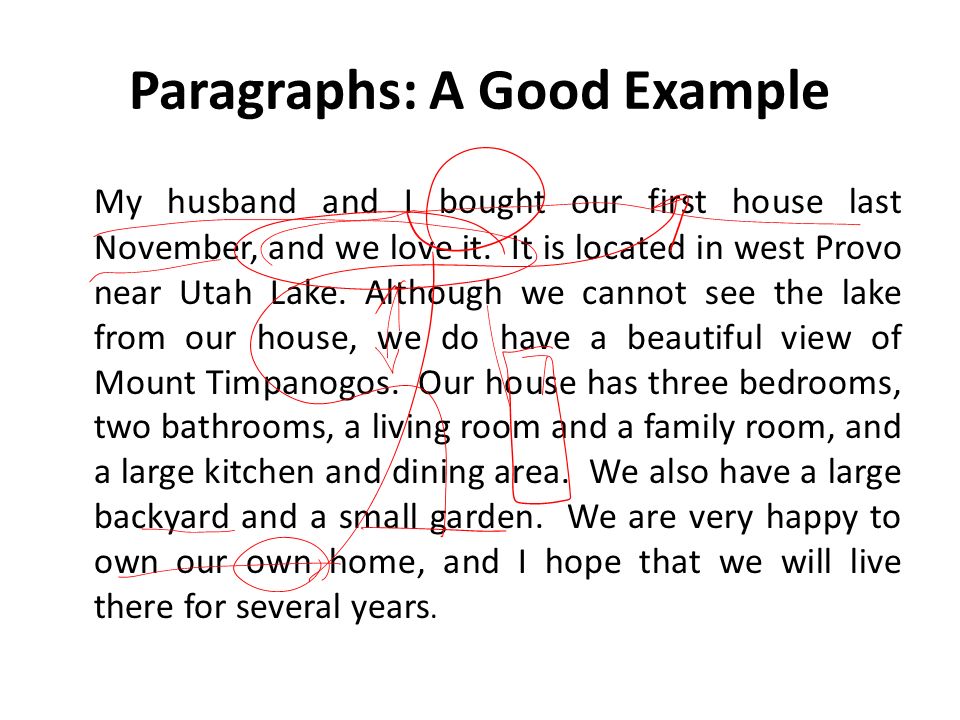 Paragraphs: A Good Example
My husband and I bought our first house last
November, and we love it. It is located in west Provo
near Utah Lake. Although we cannot see the lake
from our house, we do have a beautiful view of
Mount Timpanogos. Our house has three bedrooms,
two bathrooms, a living room and a family room, and
a large kitchen and dining area. We also have a large
backyard and a small garden. We are very happy to
own our own home, and I hope that we will live
there for several years.